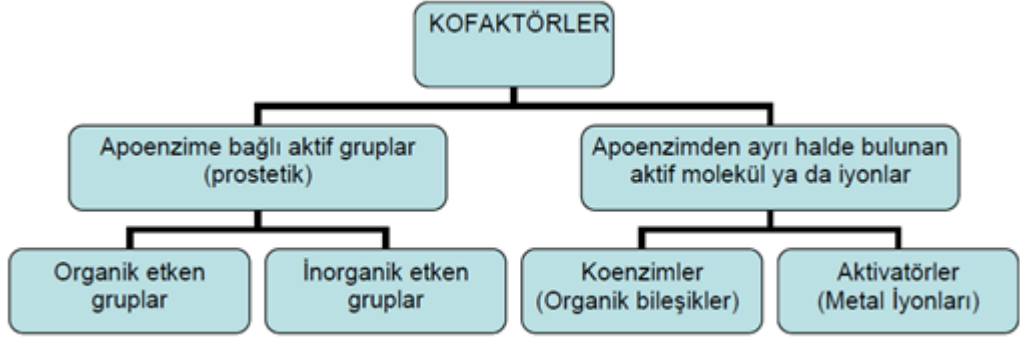 KOFAKTÖRLER
Apoenzime bağlı aktif gruplar
(prostetik)
Apoenzimden ayrı halde bulunan
aktif molekül ya da iyonlar
Organik etken
gruplar
İnorganik etken
gruplar
Koenzimler
(Organik bileşikler)
Aktivatörler
(Metal İyonları)